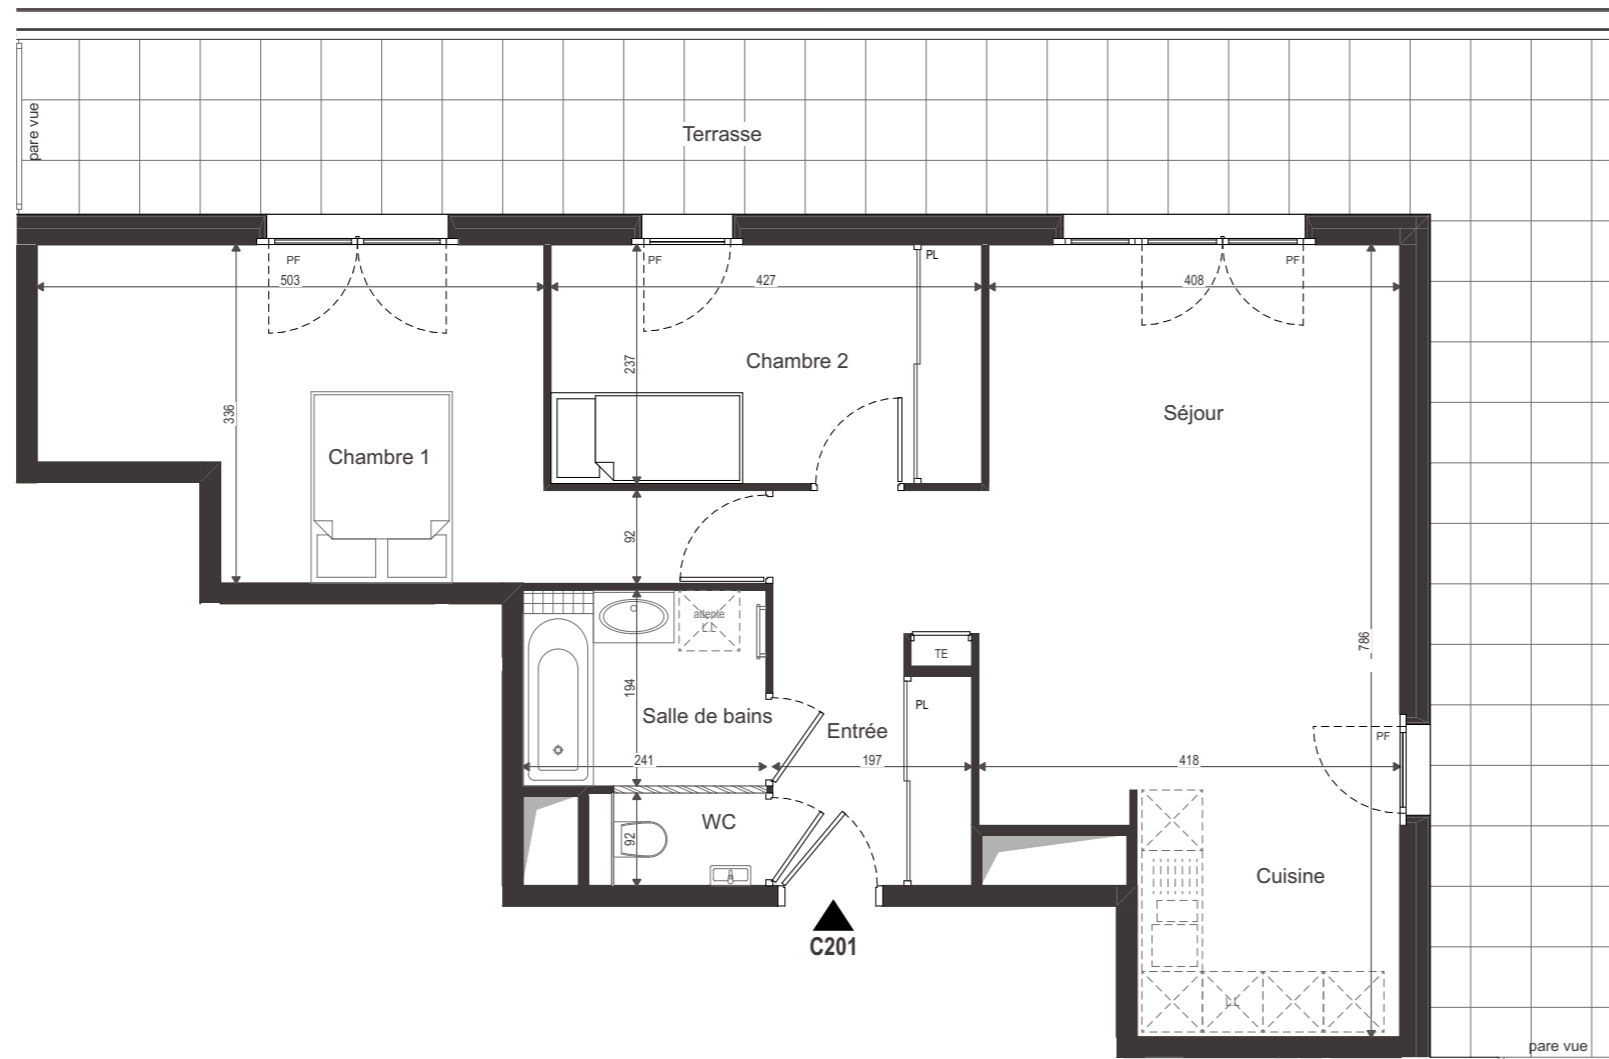 pare vue
Terrasse
PF
503
PF
427
PL
PF
408
336
237
Chambre 2
Séjour
Chambre 1
92
attente
L.L
194
Salle de bains
241
TE
PL
Entrée
197
786
PF
418
92
WC
Cuisine
LL
C201
pare vue